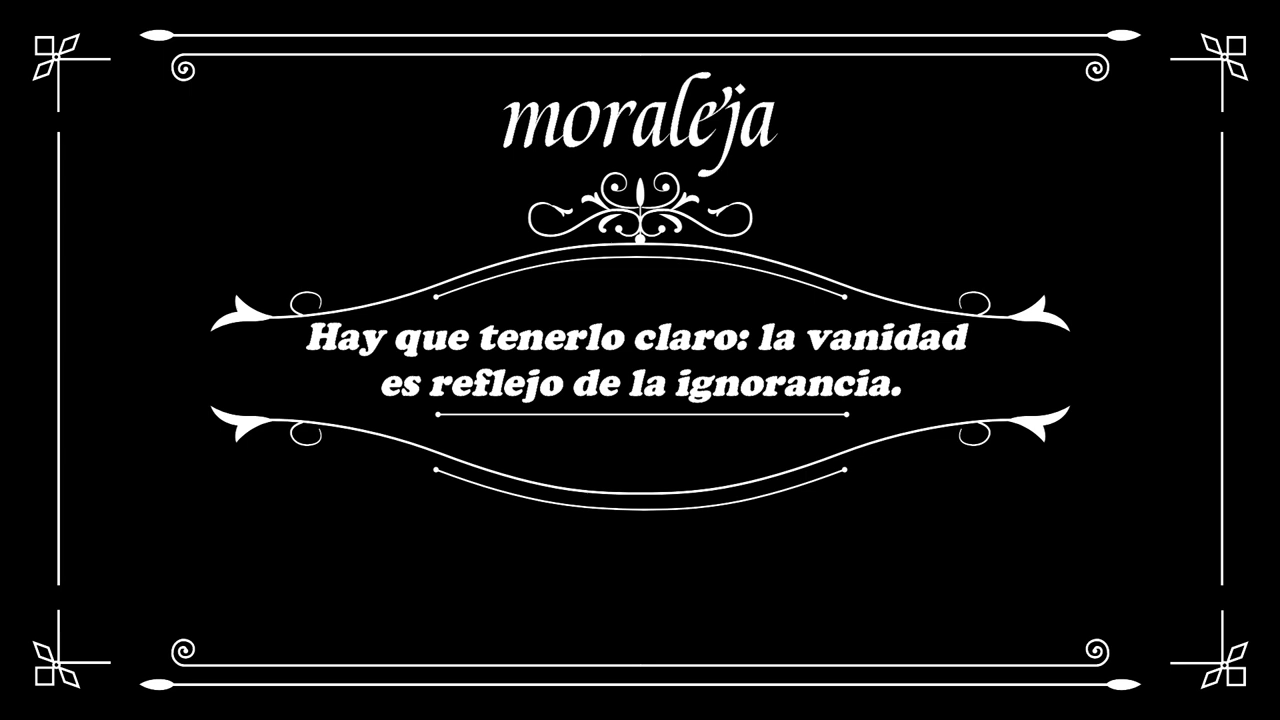 moraleja
Hay que tenerlo claro: la vanidad
es reflejo de la ignorancia.